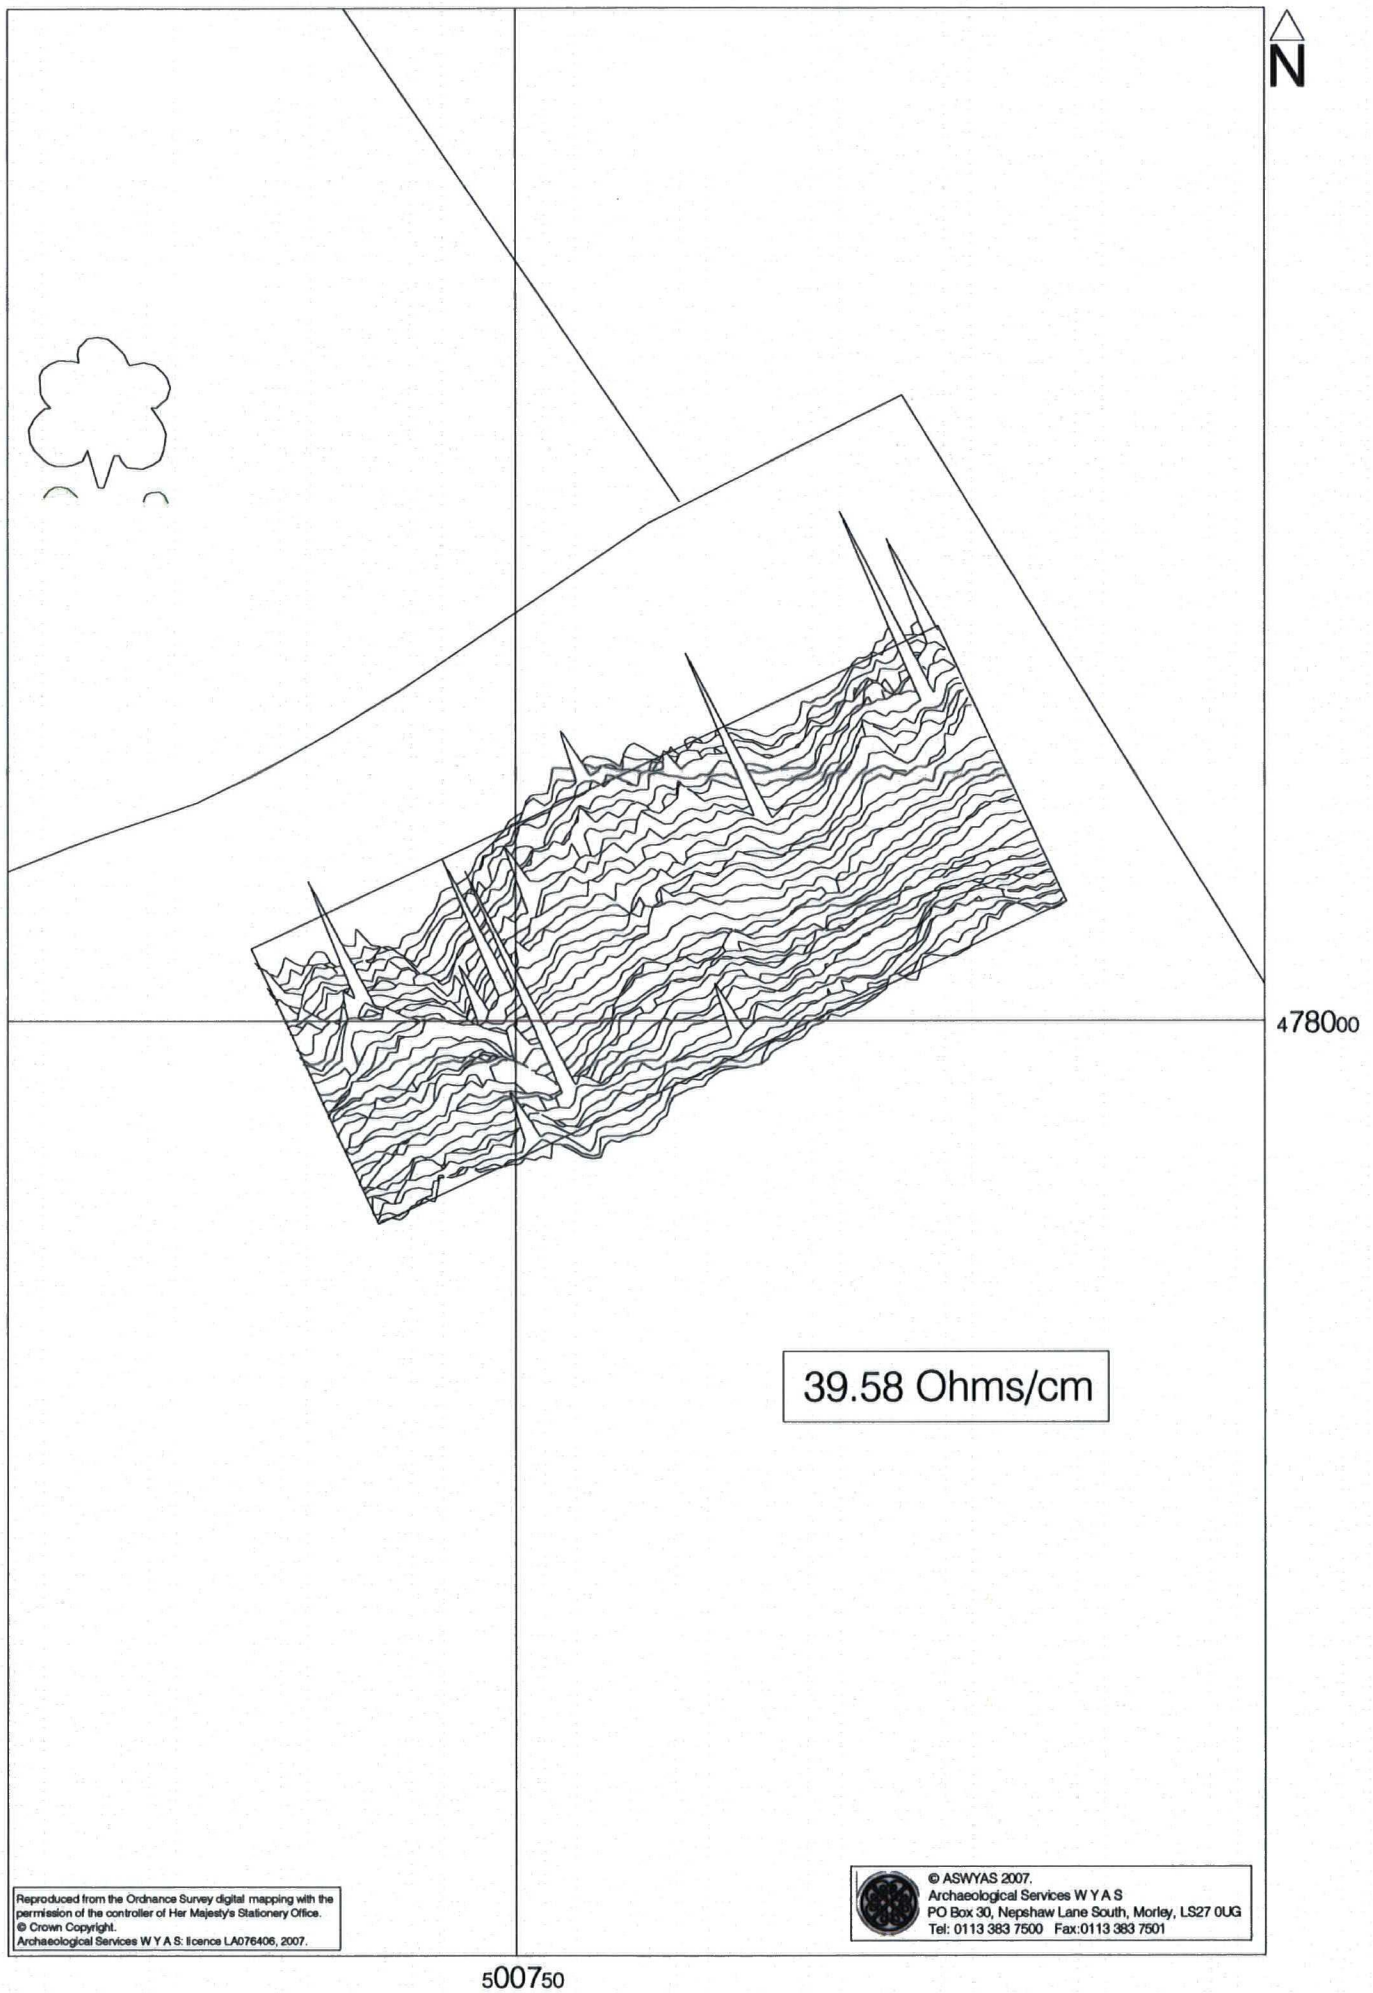 N
478000
39.58 Ohms/cm
Reproduced from the Ordnance Survey digital mapping with the
permission of the controller of Her Majesty's Stationery Office.
© Crown Copyright.
Archaeological Services W Y A S: licence LA076406, 2007.
© ASWYAS 2007.
Archaeological Services W Y A S
PO Box 30, Nepshaw Lane South, Morley, LS27 0UG
Tel: 0113 383 7500 Fax:0113 383 7501
500750